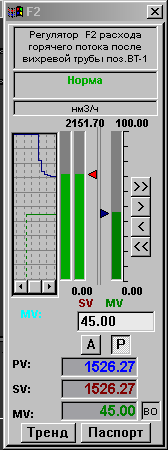 F2
Регулятор F2 расхода
горячего потока после
вихревой трубы поз.ВТ-1
Норма
нм3/ч
2151.70 100.00
>>
>
<
<<
0.00 0.00
SV MV
MV: 45.00
А Р
PV: 1526.27
SV: 1526.27
MV: 45.00 ВО
Тренд Паспорт